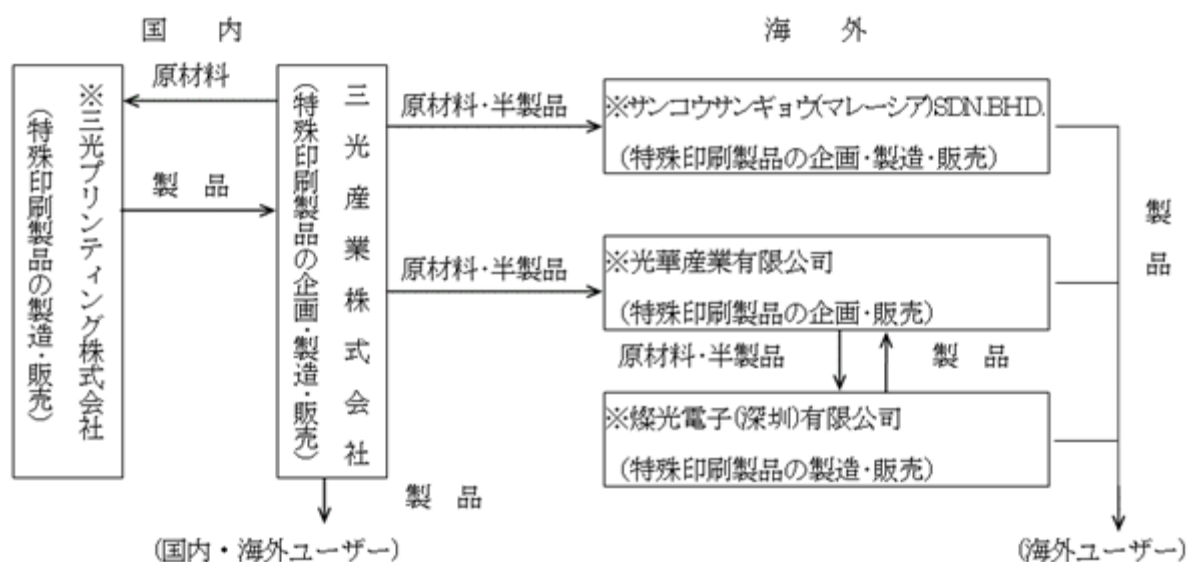 国　内
海　外
原材料
※三光プリンティング株式会社
(特殊印刷製品の製造・販売)
製　品
三光産業株式会社
(特殊印刷製品の企画・製造・販売)
原材料・半製品
※サンコウサンギョウ(マレーシア)SDN.BHD.
(特殊印刷製品の企画・製造・販売)
原材料・半製品
※光華産業有限公司
(特殊印刷製品の企画・販売)
原材料・半製品
製　品
※燦光電子(深圳)有限公司
(特殊印刷製品の製造・販売)
製品
製　品
(国内・海外ユーザー)
(海外ユーザー)